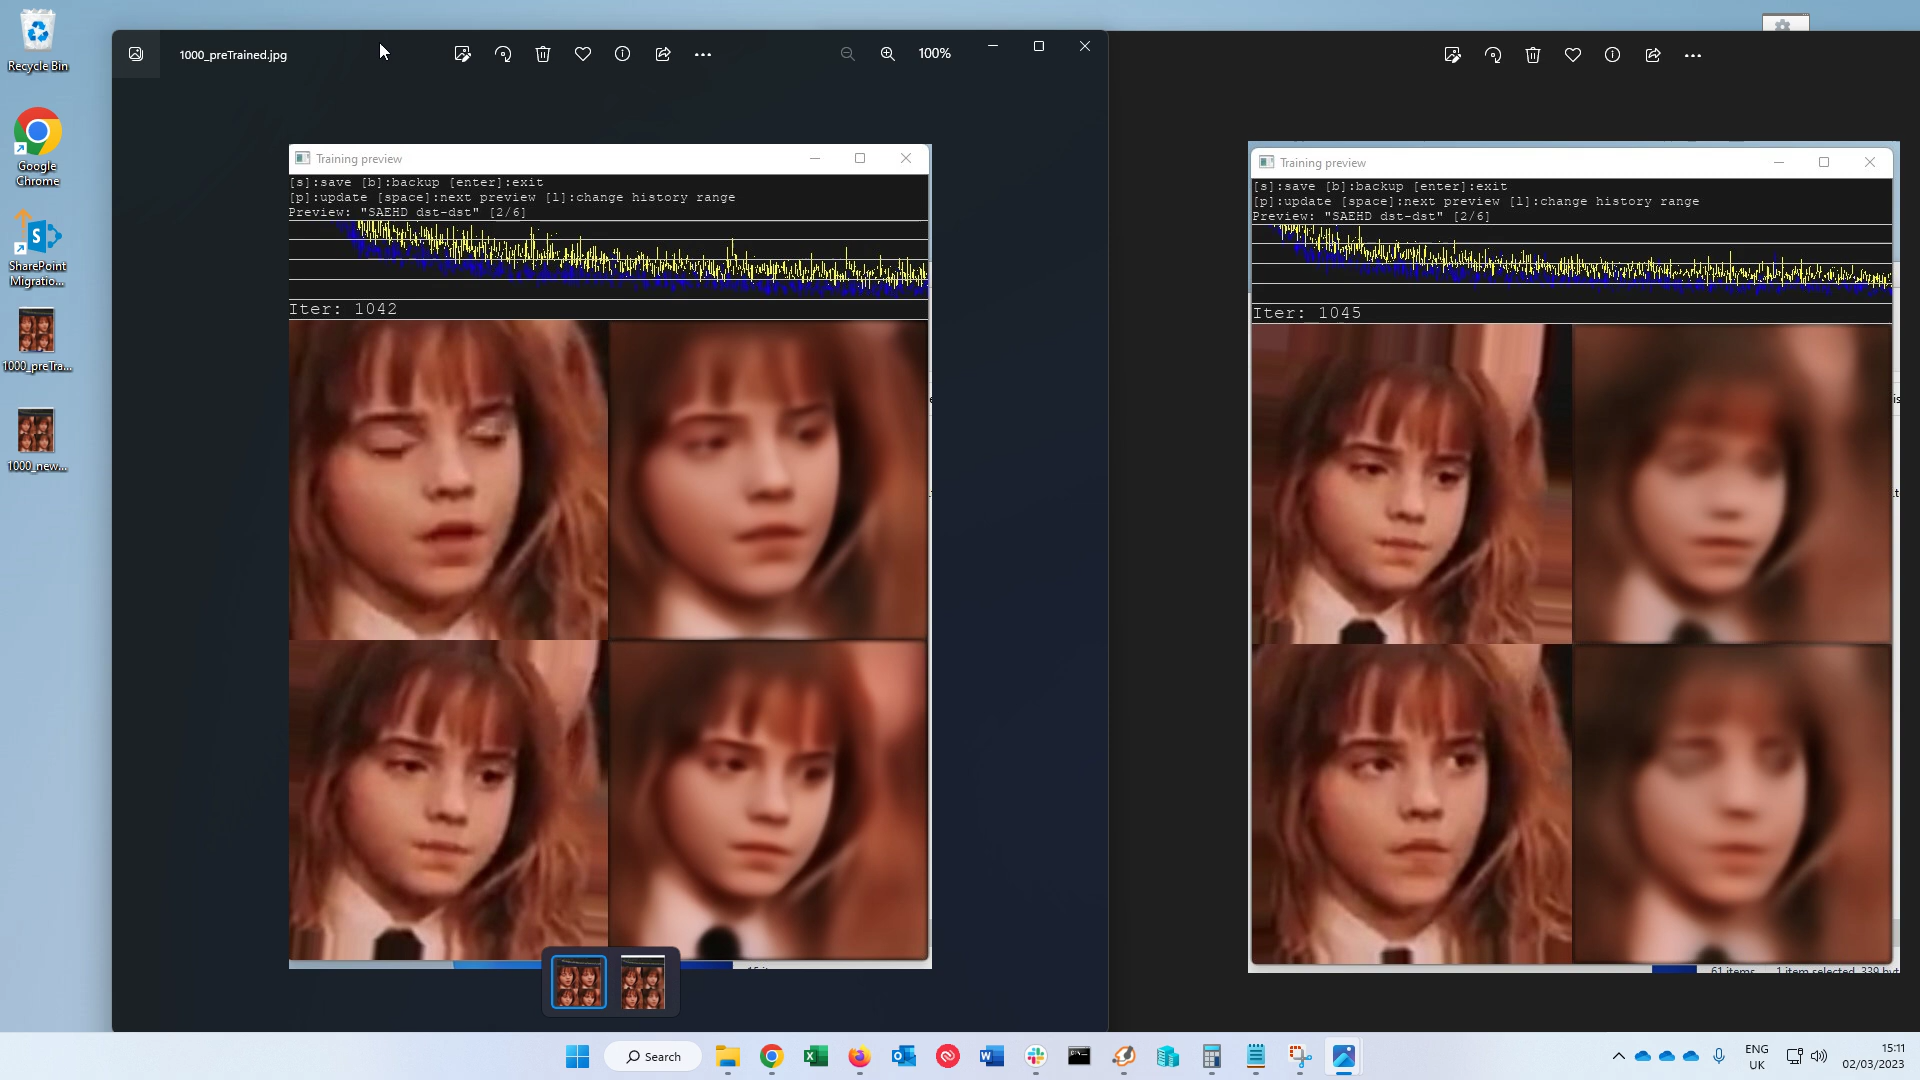 Recycle Bin
Google
Chrome
SharePoint
Migratio...
1000_preTra...
1000_new...
1000_preTrained.jpg
100%
Training preview
[s]:save [b]:backup [enter]:exit
[p]:update [space]:next preview [l]:change history range
Preview: "SAEHD dst-dst" [2/6]
Iter: 1042
Training preview
[s]:save [b]:backup [enter]:exit
[p]:update [space]:next preview [l]:change history range
Preview: "SAEHD dst-dst" [2/6]
Iter: 1045
61 items 1 item selected
Search
ENG
UK
15:11
02/03/2023